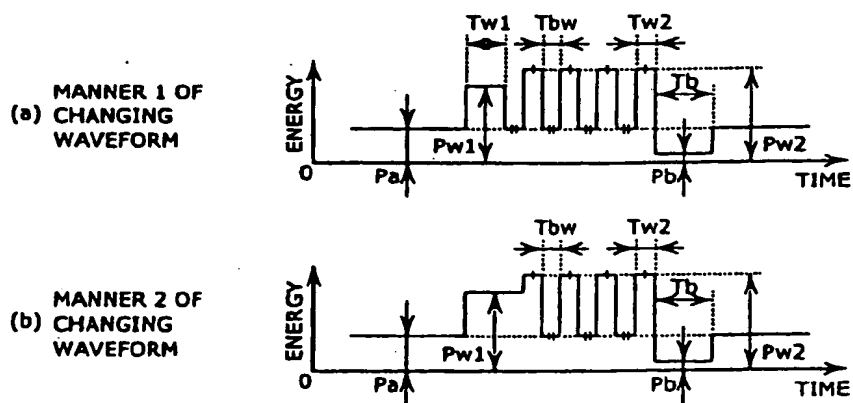 Tw1 Tbw Tw2
(a) MANNER 1 OF CHANGING WAVEFORM
ENERGY
Tb
Pw1
Pw2
0
Pa
Pb
TIME
Tbw Tw2
(b) MANNER 2 OF CHANGING WAVEFORM
ENERGY
Tb
Pw1
Pw2
0
Pa
Pb
TIME